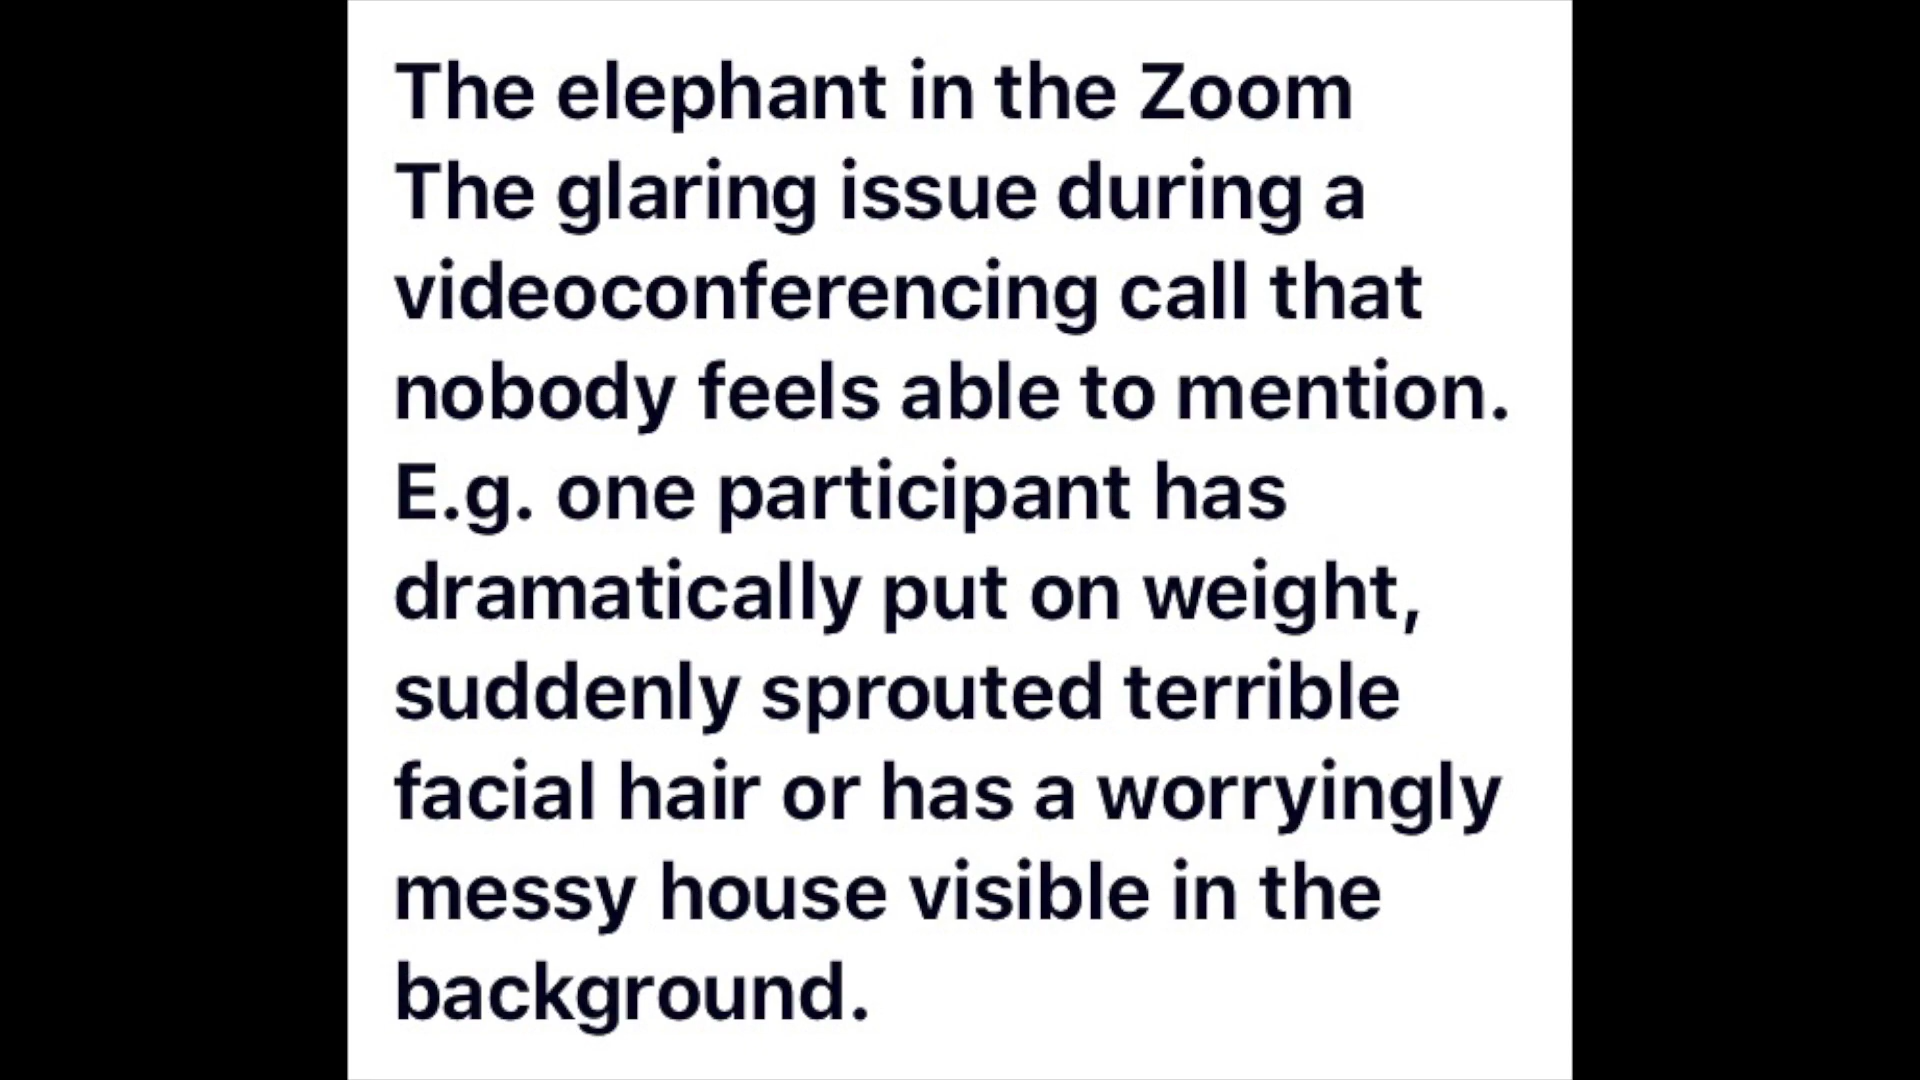 The elephant in the Zoom
The glaring issue during a
videoconferencing call that
nobody feels able to mention.
E.g. one participant has
dramatically put on weight,
suddenly sprouted terrible
facial hair or has a worryingly
messy house visible in the
background.